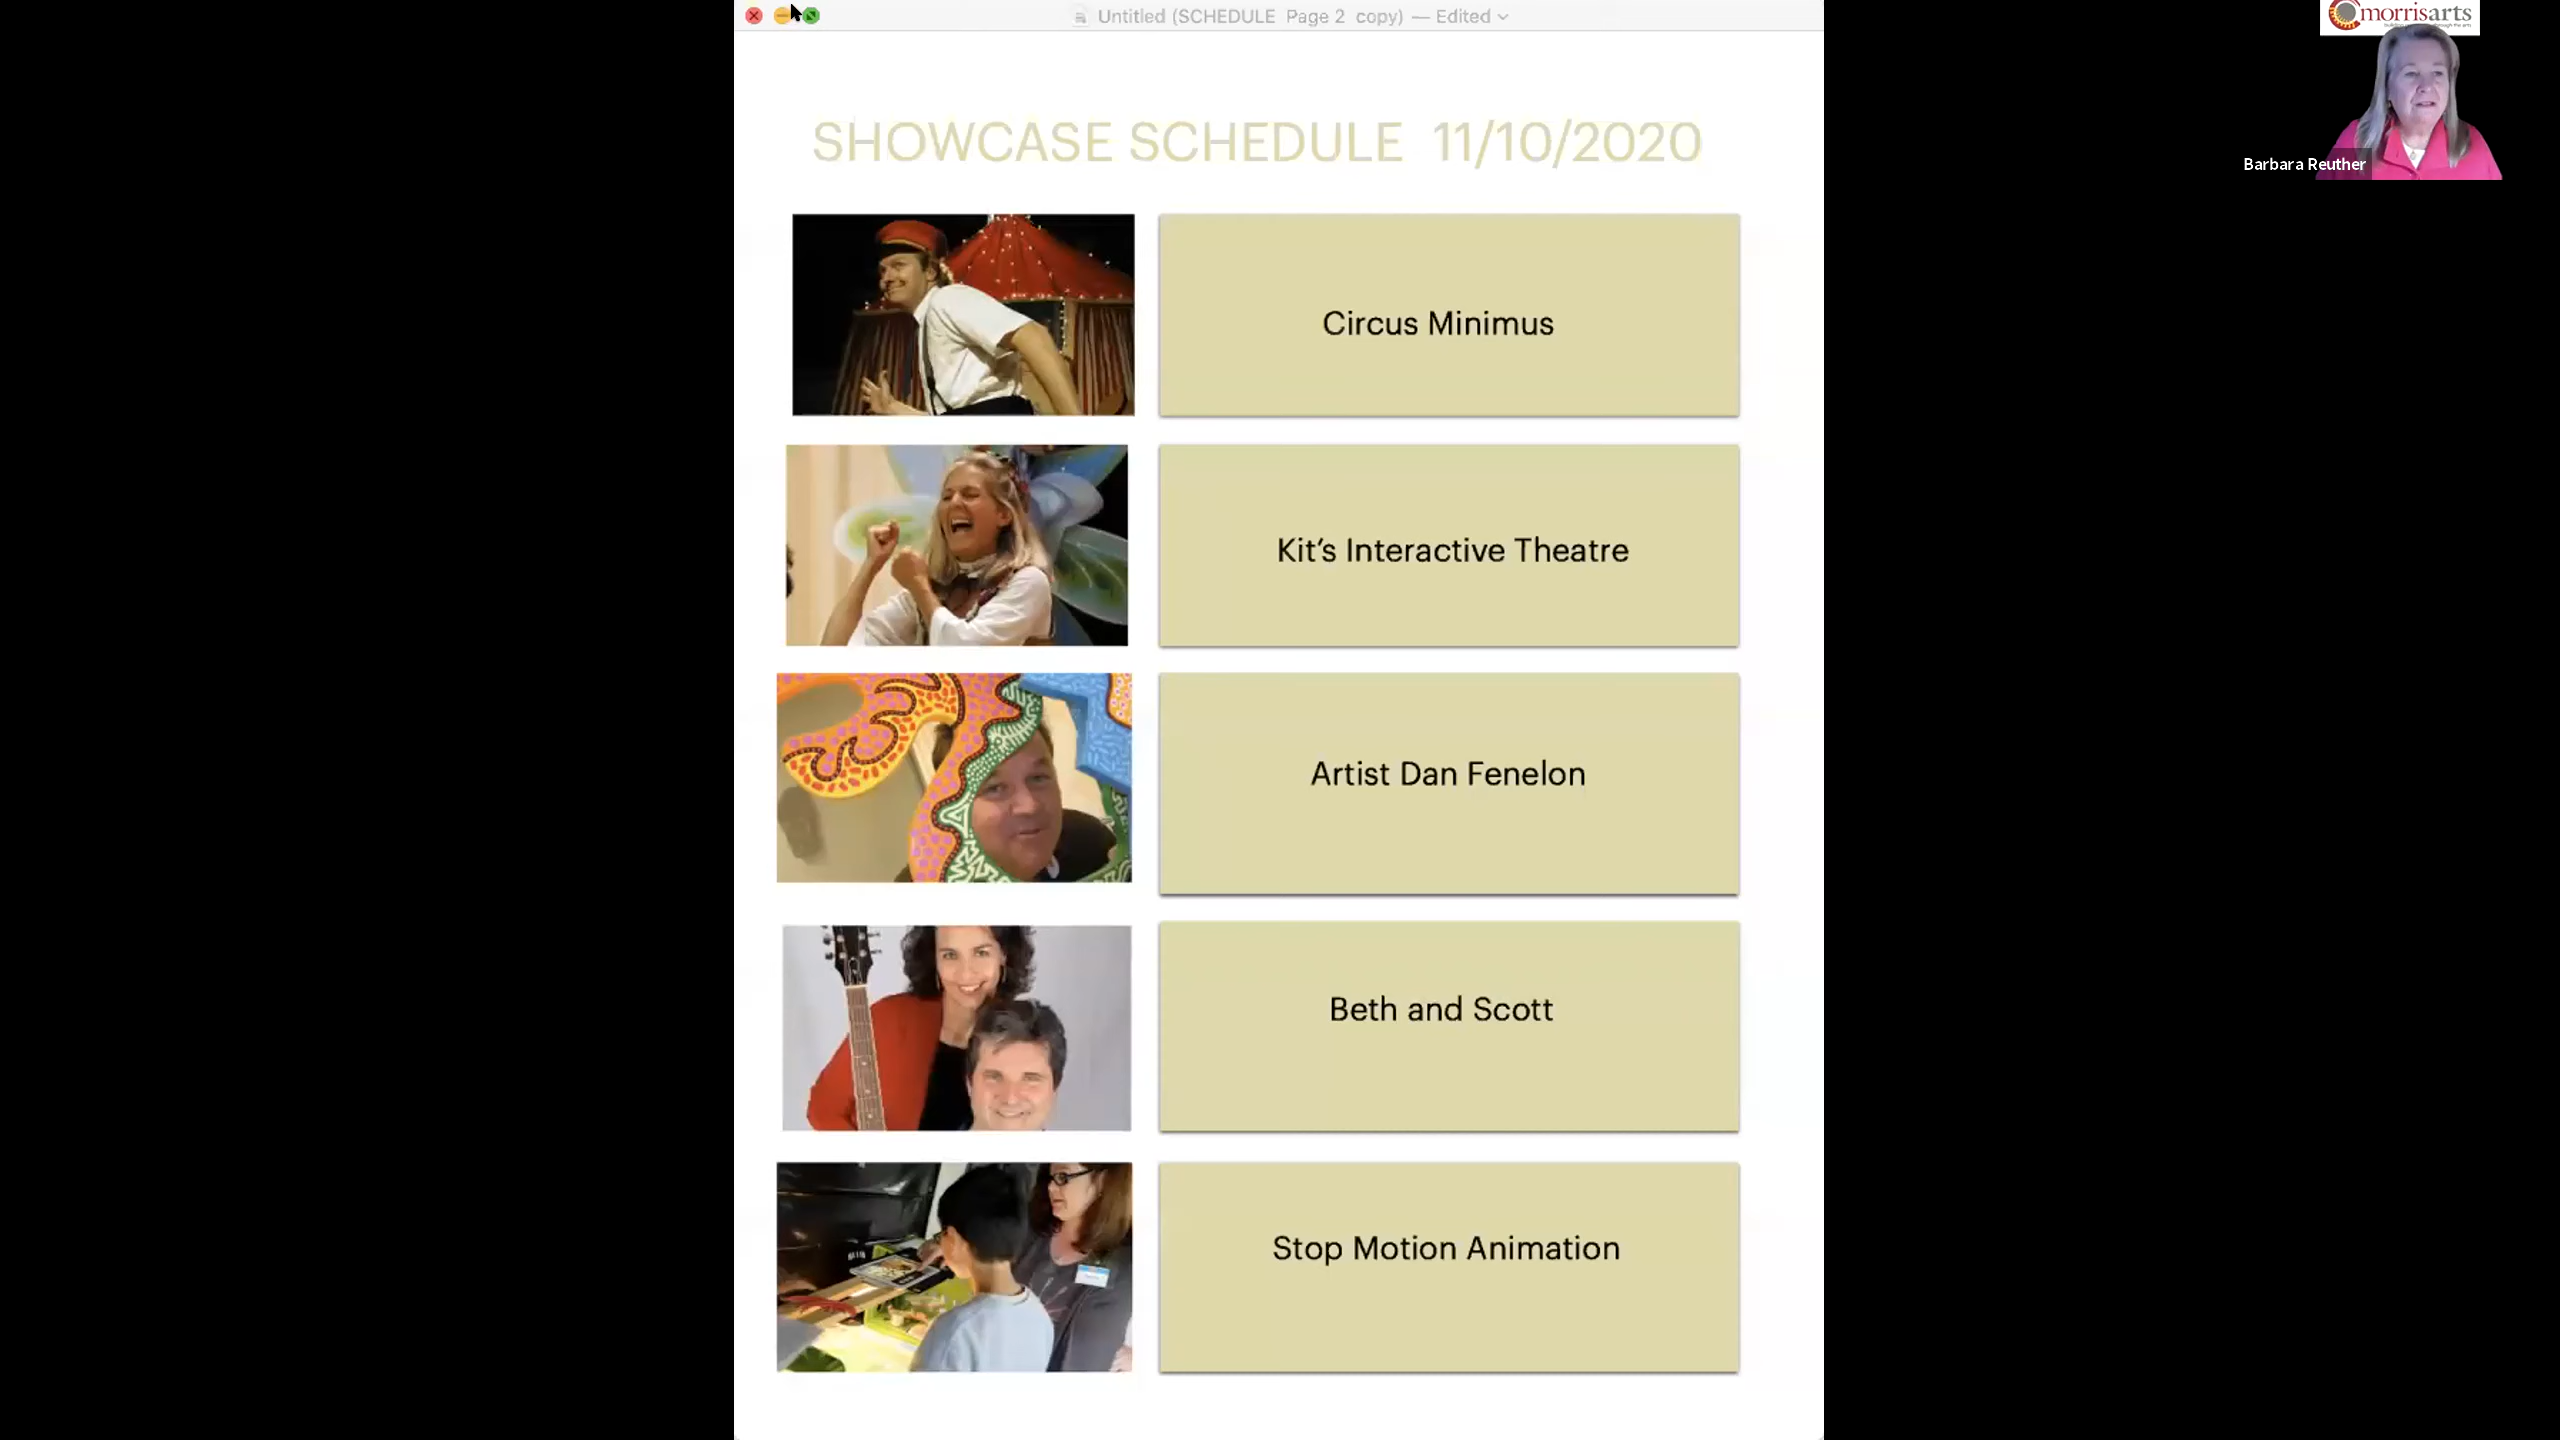 Untitled (SCHEDULE Page 2 copy) — Edited
morrisarts
Barbara Reuther
SHOWCASE SCHEDULE 11/10/2020
Circus Minimus
Kit’s Interactive Theatre
Artist Dan Fenelon
Beth and Scott
Stop Motion Animation